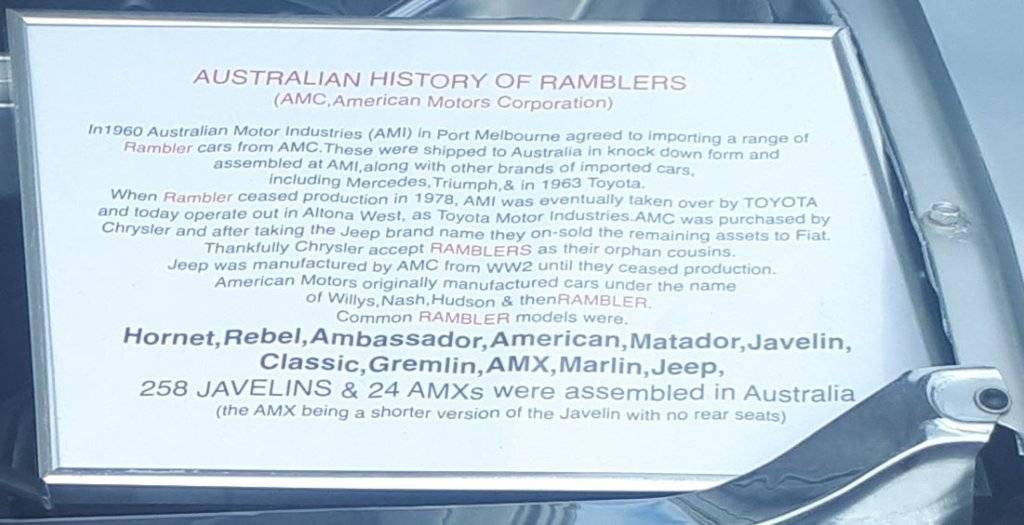 AUSTRALIAN HISTORY OF RAMBLERS
(AMC,American Motors Corporation)
In1960 Australian Motor Industries (AMI) in Port Melbourne agreed to importing a range of
Rambler cars from AMC.These were shipped to Australia in knock down form and
assembled at AMI,along with other brands of imported cars,
including Mercedes,Triumph,& in 1963 Toyota.
When Rambler ceased production in 1978, AMI was eventually taken over by TOYOTA
and today operate out in Altona West, as Toyota Motor Industries.AMC was purchased by
Chrysler and after taking the Jeep brand name they on-sold the remaining assets to Fiat.
Thankfully Chrysler accept RAMBLERS as their orphan cousins.
Jeep was manufactured by AMC from WW2 until they ceased production.
American Motors originally manufactured cars under the name
of Willys,Nash,Hudson & thenRAMBLER.
Common RAMBLER models were.
Hornet,Rebel,Ambassador,American,Matador,Javelin,
Classic,Gremlin,AMX,Marlin,Jeep,
258 JAVELINS & 24 AMXs were assembled in Australia
(the AMX being a shorter version of the Javelin with no rear seats)